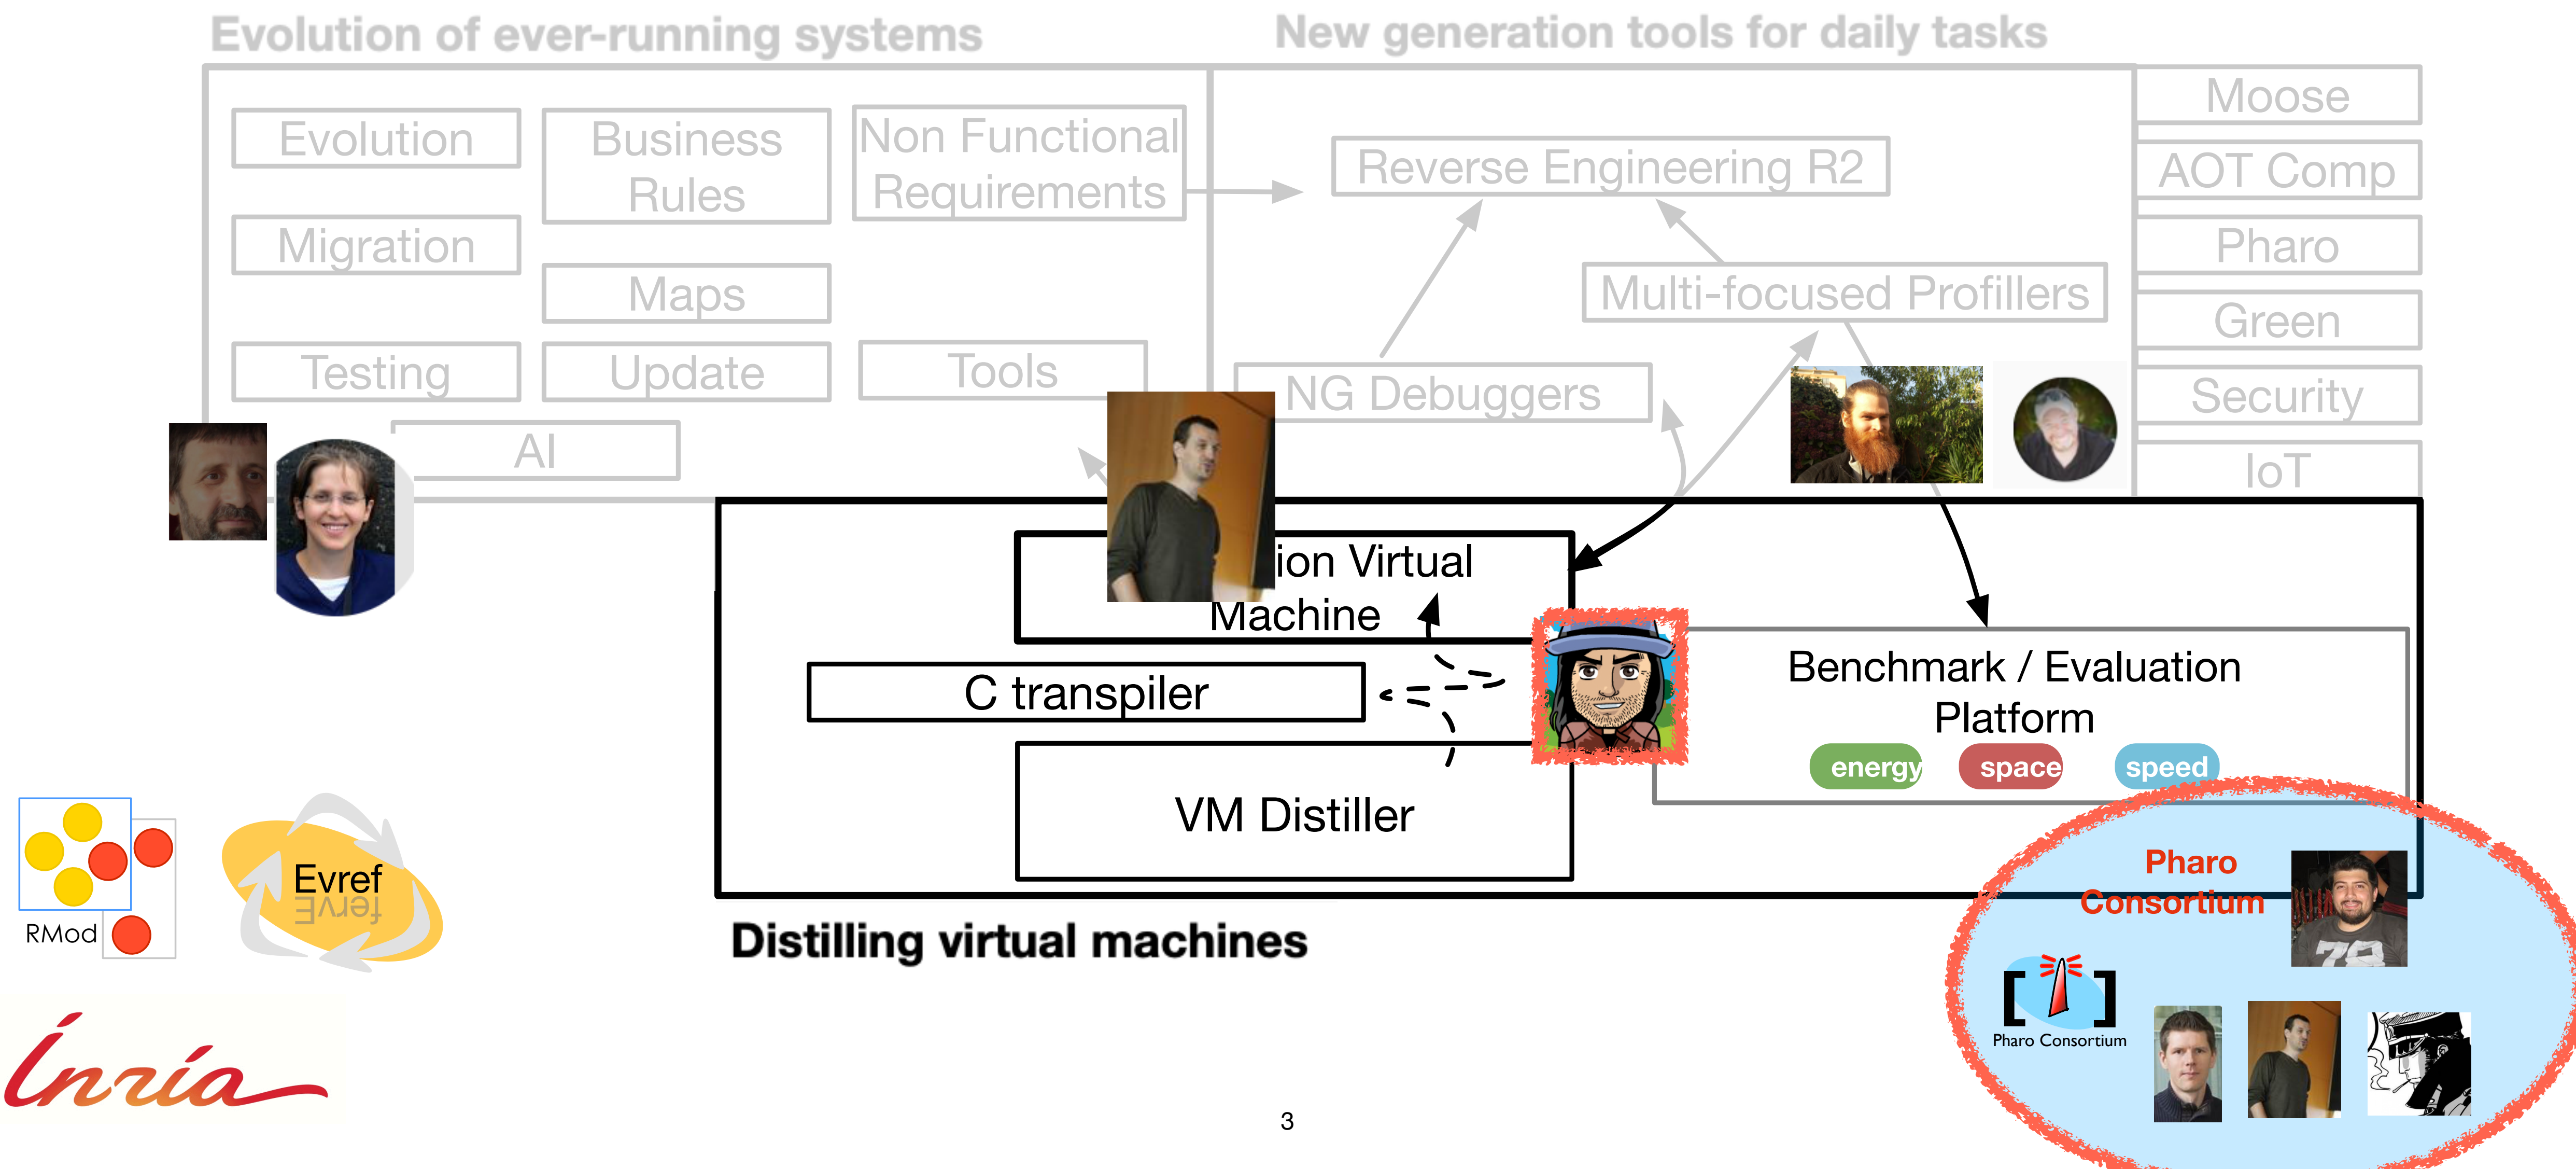 Evolution of ever-running systems
New generation tools for daily tasks
Evolution
Business
Rules
Non Functional
Requirements
Migration
Maps
Testing
Update
Tools
AI
Reverse Engineering R2
Multi-focused Profillers
NG Debuggers
Moose
AOT Comp
Pharo
Green
Security
IoT
ion Virtual
Machine
C transpiler
VM Distiller
Benchmark / Evaluation
Platform
energy
space
speed
Distilling virtual machines
RMod
Evref
Evref
Inría
Pharo
Consortium
Pharo Consortium
3